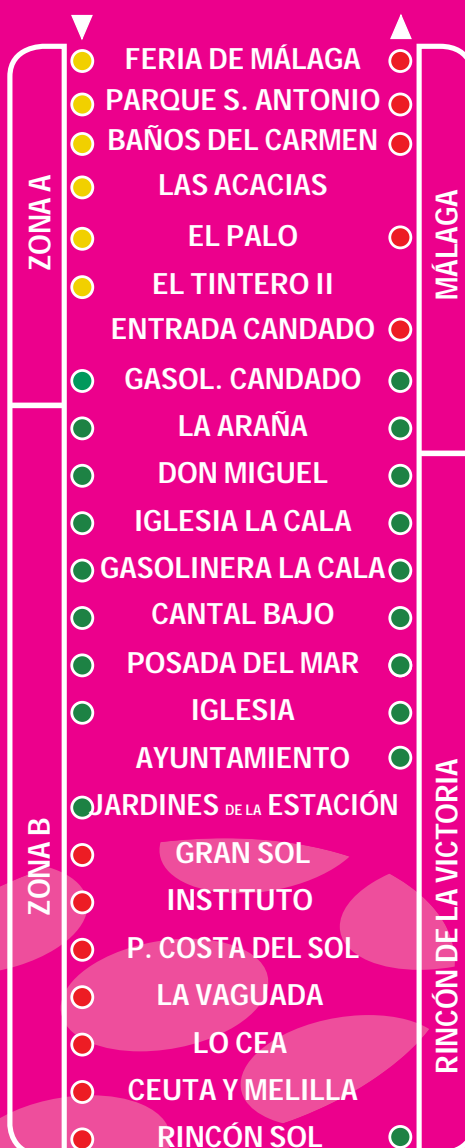 FERIA DE MÁLAGA
PARQUE S. ANTONIO
BAÑOS DEL CARMEN
LAS ACACIAS
EL PALO
EL TINTERO II
ENTRADA CANDADO
GASOL. CANDADO
LA ARAÑA
DON MIGUEL
IGLESIA LA CALA
GASOLINERA LA CALA
CANTAL BAJO
POSADA DEL MAR
IGLESIA
AYUNTAMIENTO
JARDINES DE LA ESTACIÓN
GRAN SOL
INSTITUTO
P. COSTA DEL SOL
LA VAGUADA
LO CEA
CEUTA Y MELILLA
RINCÓN SOL
ZONA A
ZONA B
MÁLAGA
RINCÓN DE LA VICTORIA